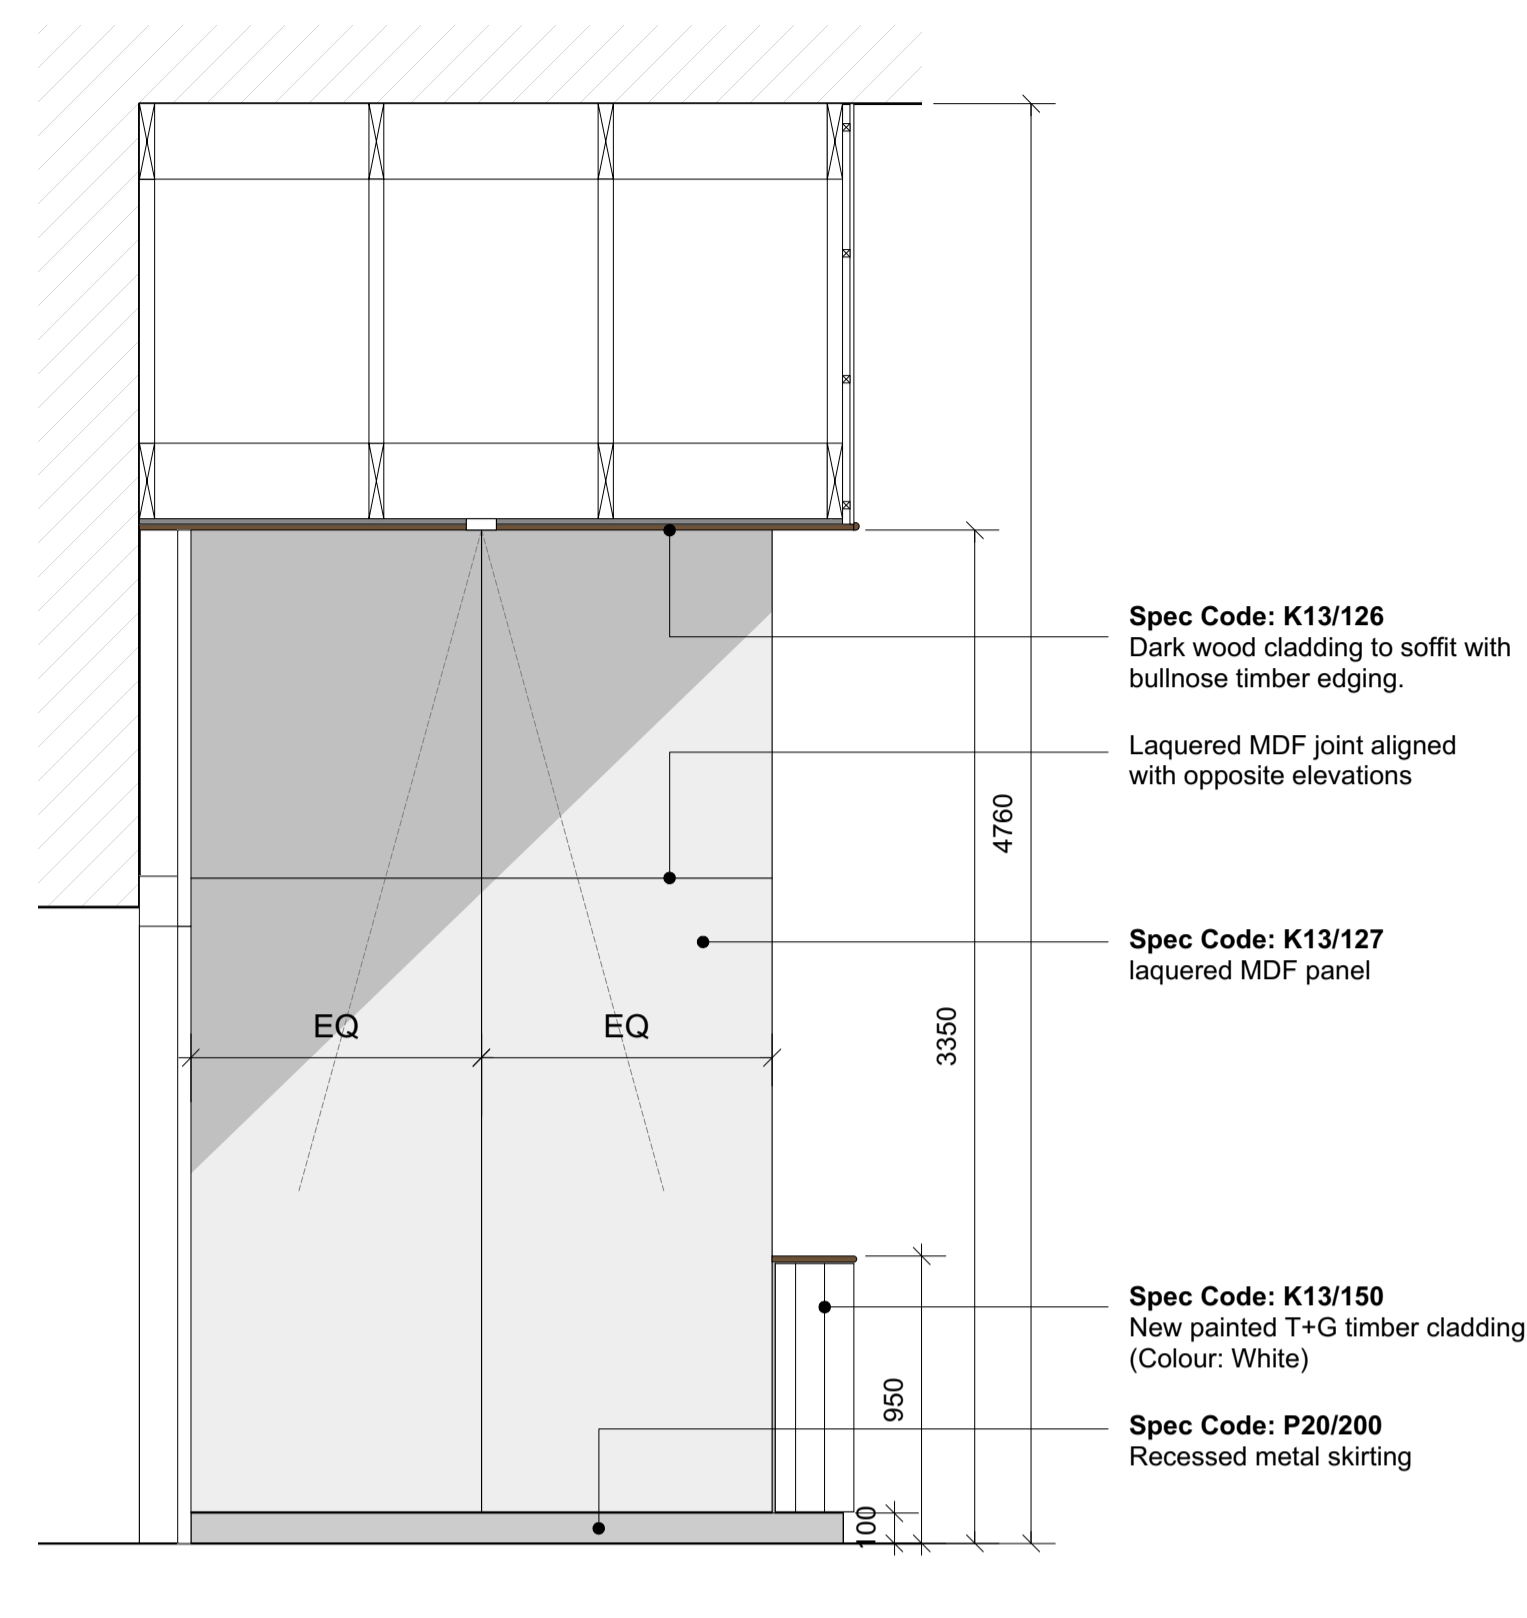 Spec Code: K13/126
Dark wood cladding to soffit with
bullnose timber edging.
Laquered MDF joint aligned
with opposite elevations
4760
Spec Code: K13/127
laquered MDF panel
3350
EQ
EQ
Spec Code: K13/150
New painted T+G timber cladding
(Colour: White)
950
Spec Code: P20/200
Recessed metal skirting
100